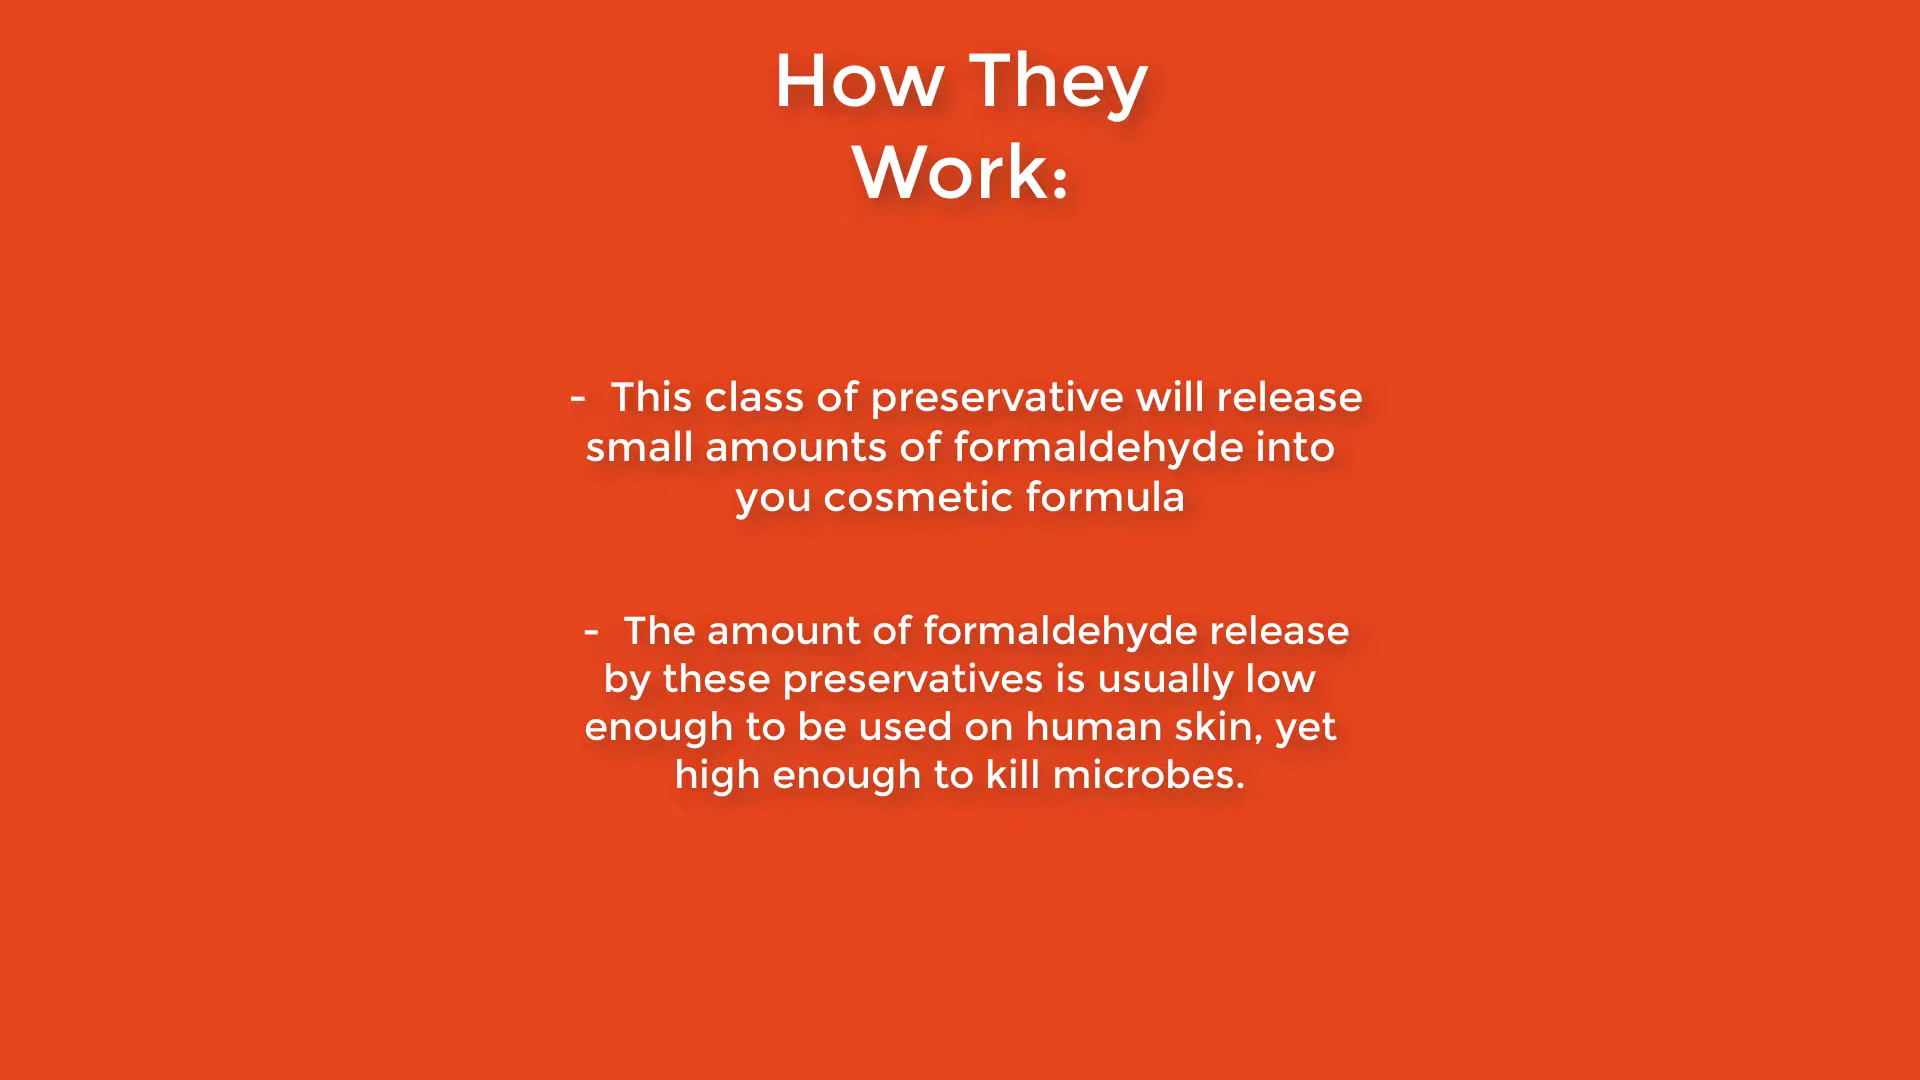 How They
Work:
- This class of preservative will release
small amounts of formaldehyde into
you cosmetic formula
- The amount of formaldehyde release
by these preservatives is usually low
enough to be used on human skin, yet
high enough to kill microbes.